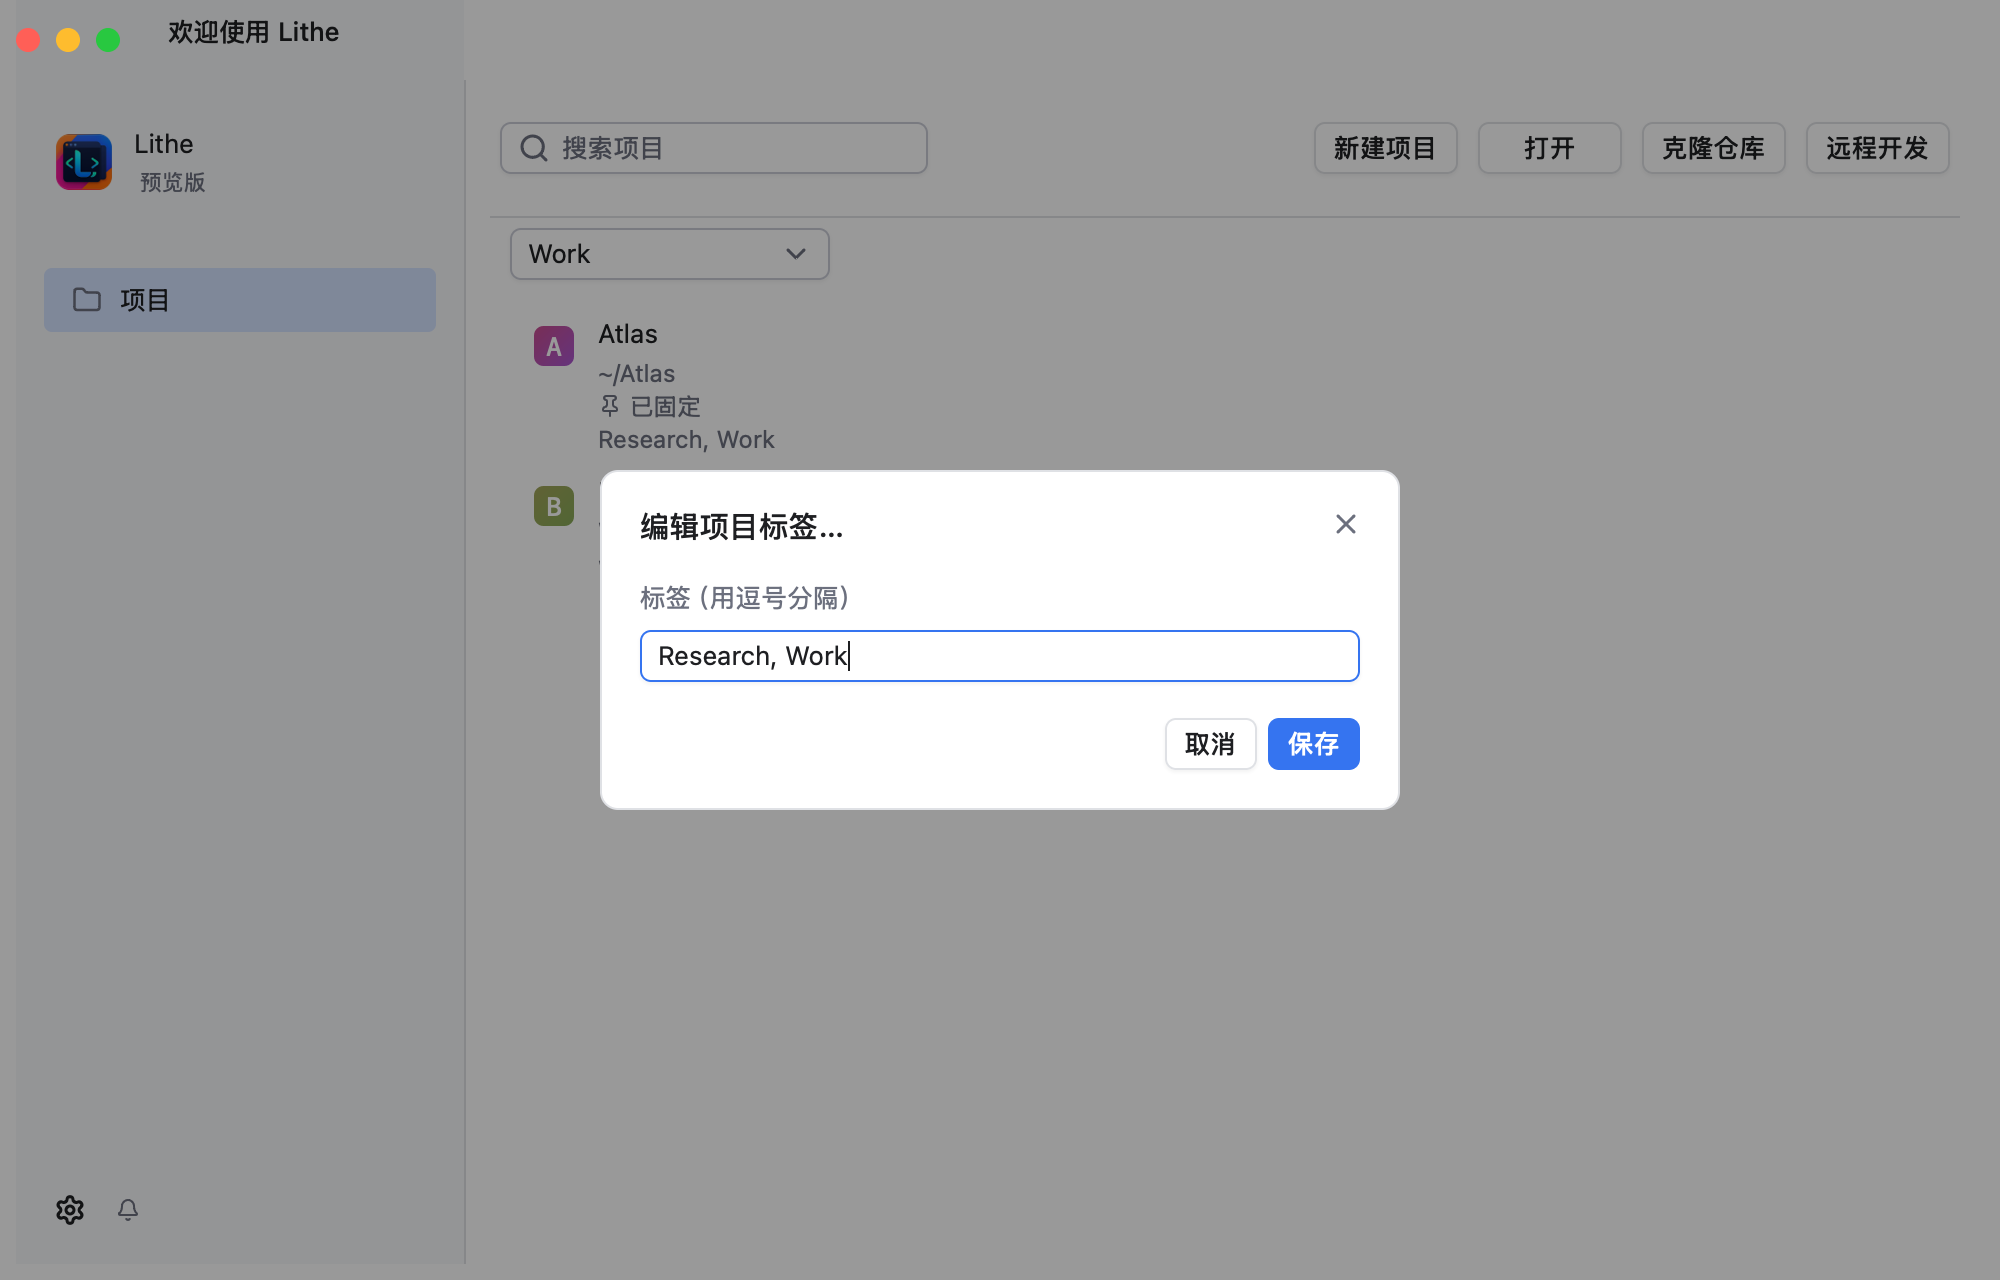 欢迎使用 Lithe
Lithe
预览版
项目
搜索项目
新建项目
打开
克隆仓库
远程开发
Work
A
Atlas
~/Atlas
已固定
Research, Work
B
编辑项目标签...
标签 (用逗号分隔)
Research, Work
取消
保存